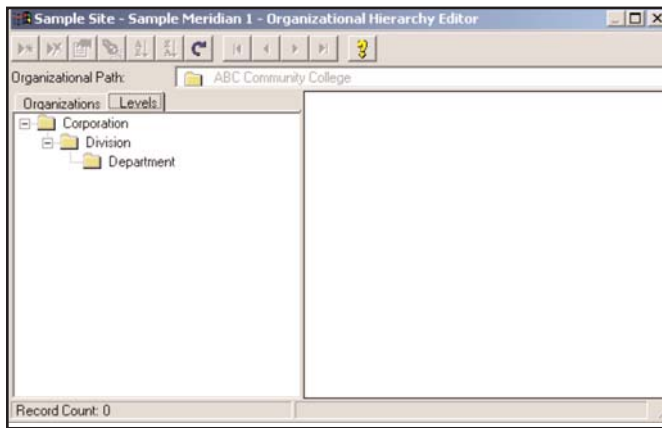 Sample Site - Sample Meridian 1 - Organizational Hierarchy Editor
Organizational Path: ABC Community College
Organizations Levels
Corporation
Division
Department
Record Count: 0